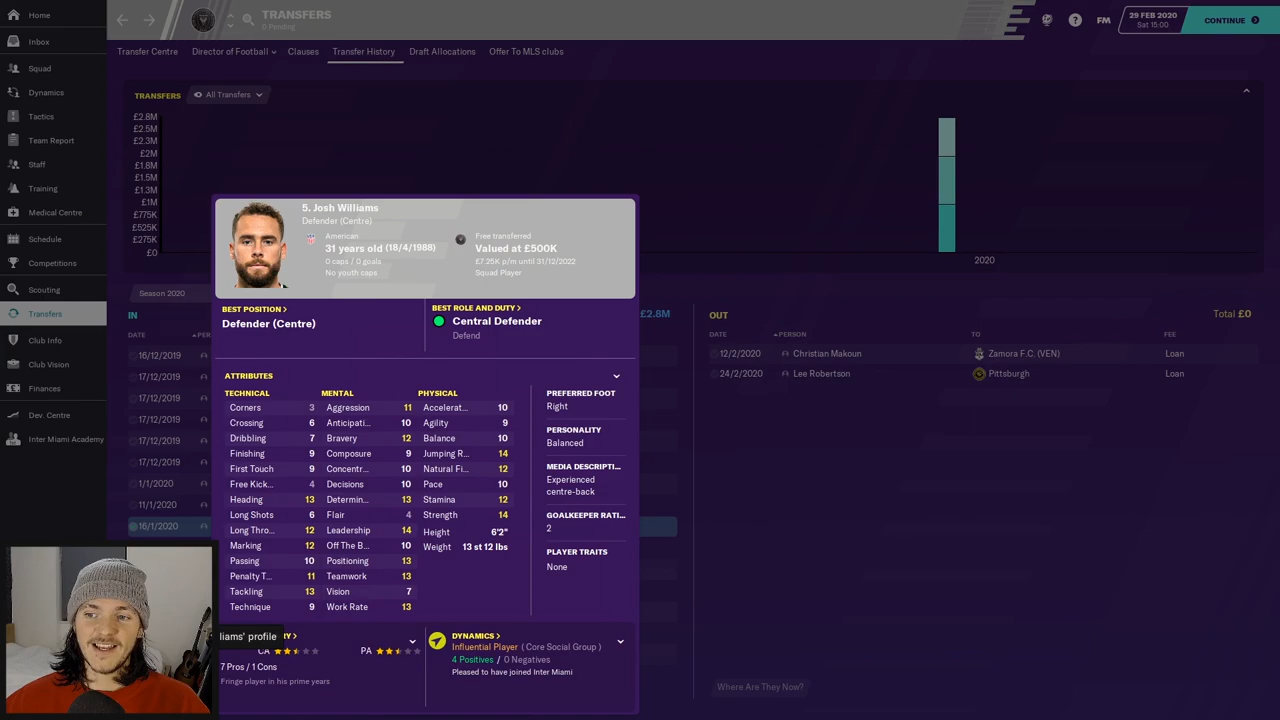 Home
Inbox
Squad
Dynamics
Tactics
Team Report
Staff
Training
Medical Centre
Schedule
Competitions
Scouting
Transfers
Club Info
Club Vision
Finances
Dev. Centre
Inter Miami Academy
TRANSFERS
0 Pending
? FM
29 FEB 2020
Sat 15:00
CONTINUE
Transfer Centre Director of Football Clauses Transfer History Draft Allocations Offer To MLS clubs
TRANSFERS All Transfers
£2.8M
£2.5M
£2.3M
£2M
£1.8M
£1.5M
£1.3M
£1M
£775K
£525K
£275K
£0
2020
Season 2020
IN £2.8M
DATE PER
16/12/2019
17/12/2019
17/12/2019
17/12/2019
17/12/2019
17/12/2019
1/1/2020
11/1/2020
16/1/2020
5. Josh Williams
Defender (Centre)
American
31 years old (18/4/1988)
0 caps / 0 goals
No youth caps
Free transferred
Valued at £500K
£7.25K p/m until 31/12/2022
Squad Player
BEST POSITION >
Defender (Centre)
BEST ROLE AND DUTY >
Central Defender
Defend
ATTRIBUTES
TECHNICAL MENTAL PHYSICAL
Corners 3 Aggression 11 Accelerat... 10
Crossing 6 Anticipati... 10 Agility 9
Dribbling 7 Bravery 12 Balance 10
Finishing 9 Composure 9 Jumping R... 14
First Touch 9 Concentr... 10 Natural Fi... 12
Free Kick... 4 Decisions 10 Pace 10
Heading 13 Determin... 13 Stamina 12
Long Shots 6 Flair 4 Strength 14
Long Thro... 12 Leadership 14 Height 6'2"
Marking 12 Off The B... 10 Weight 13 st 12 lbs
Passing 10 Positioning 13
Penalty T... 11 Teamwork 13
Tackling 13 Vision 7
Technique 9 Work Rate 13
PREFERRED FOOT
Right
PERSONALITY
Balanced
MEDIA DESCRIPTI...
Experienced
centre-back
GOALKEEPER RATI...
2
PLAYER TRAITS
None
liams' profile
RY >
CA PA
7 Pros / 1 Cons
Fringe player in his prime years
DYNAMICS >
Influential Player ( Core Social Group )
4 Positives / 0 Negatives
Pleased to have joined Inter Miami
OUT Total £0
DATE PERSON TO FEE
12/2/2020 Christian Makoun Zamora F.C. (VEN) Loan
24/2/2020 Lee Robertson Pittsburgh Loan
Where Are They Now?